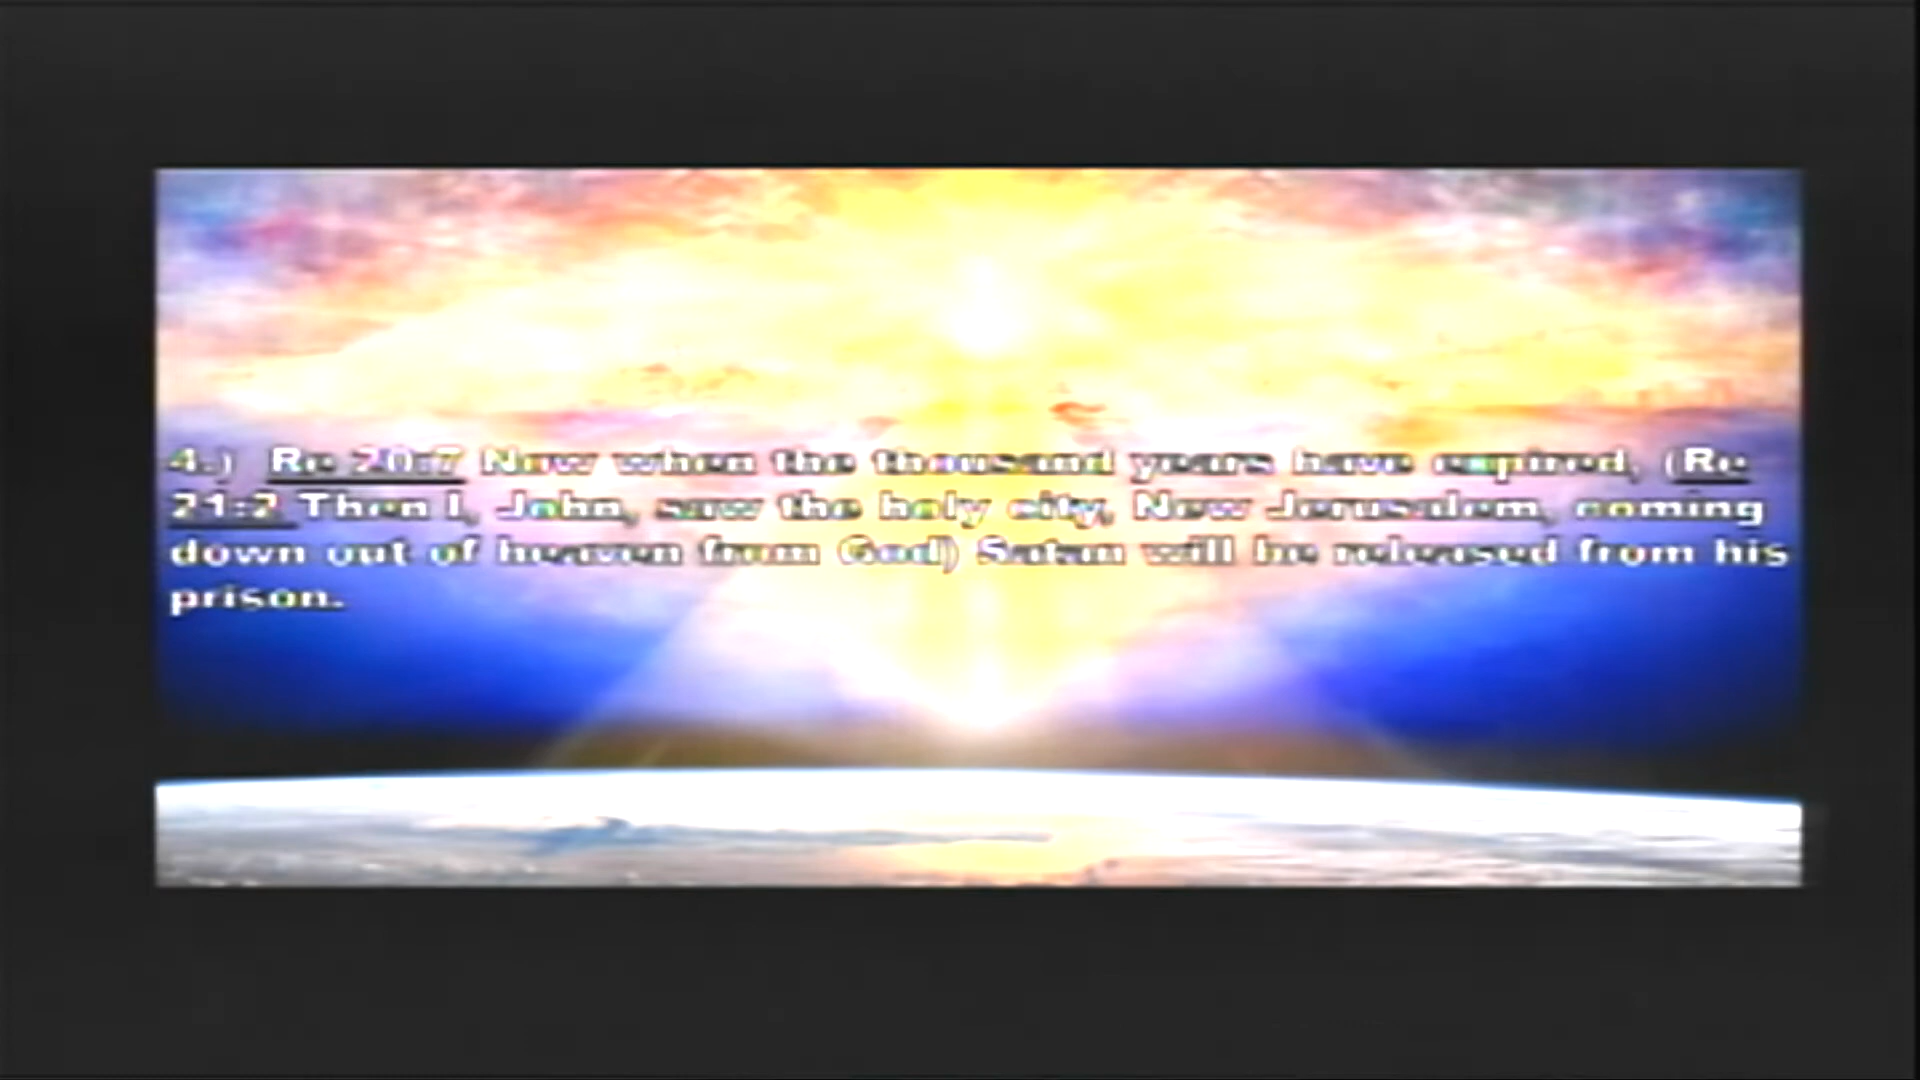 4.) Re 20:7 Now when the thousand years have expired, (Re
21:2 Then I, John, saw the holy city, New Jerusalem, coming
down out of heaven from God) Satan will be released from his
prison.